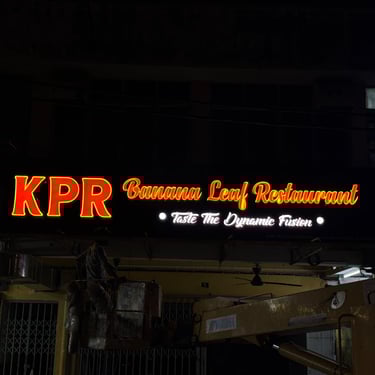 KPR Banana Leaf Restaurant
• Taste The Dynamic Fusion •